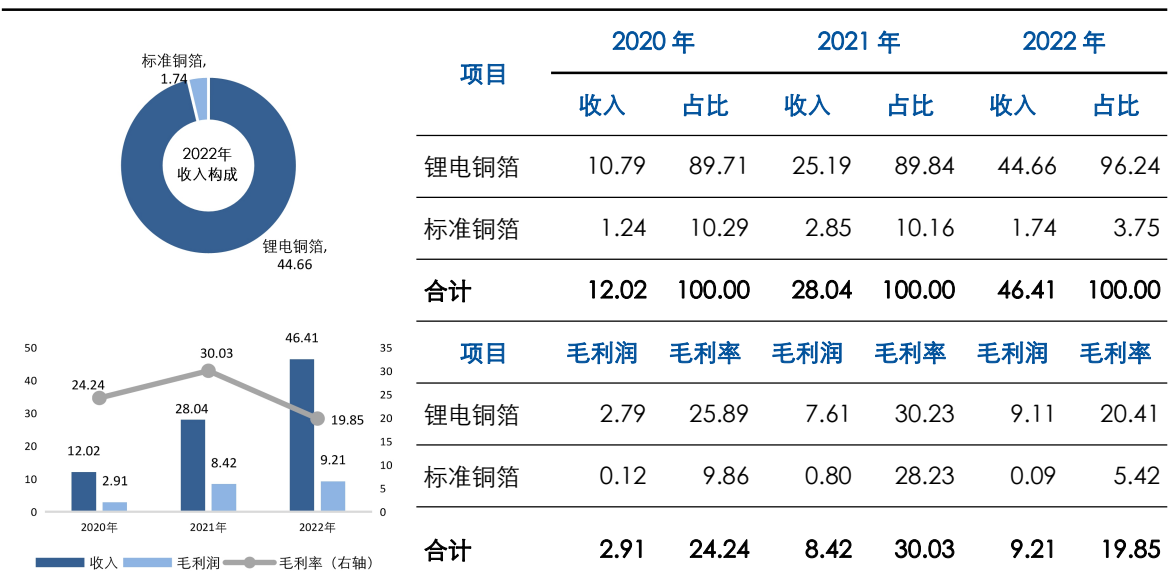 标准铜箔,
1.74
2022年
收入构成
锂电铜箔,
44.66
50
40
30
20
10
0
35
30
25
20
15
10
5
0
24.24
30.03
19.85
12.02
28.04
46.41
2.91
8.42
9.21
2020年 2021年 2022年
收入 毛利润 毛利率（右轴）
项目 2020 年 2021 年 2022 年
收入 占比 收入 占比 收入 占比
锂电铜箔 10.79 89.71 25.19 89.84 44.66 96.24
标准铜箔 1.24 10.29 2.85 10.16 1.74 3.75
合计 12.02 100.00 28.04 100.00 46.41 100.00
项目 毛利润 毛利率 毛利润 毛利率 毛利润 毛利率
锂电铜箔 2.79 25.89 7.61 30.23 9.11 20.41
标准铜箔 0.12 9.86 0.80 28.23 0.09 5.42
合计 2.91 24.24 8.42 30.03 9.21 19.85